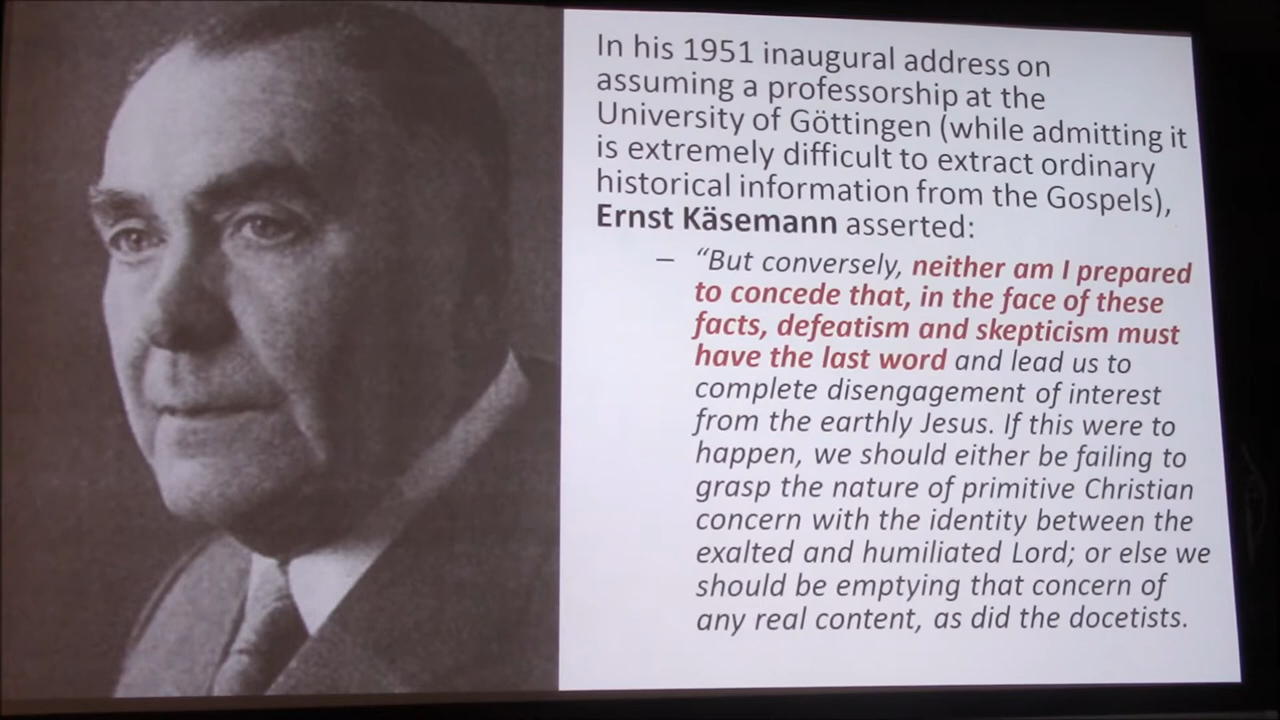 In his 1951 inaugural address on
assuming a professorship at the
University of Göttingen (while admitting it
is extremely difficult to extract ordinary
historical information from the Gospels),
Ernst Käsemann asserted:
– “But conversely, neither am I prepared
to concede that, in the face of these
facts, defeatism and skepticism must
have the last word and lead us to
complete disengagement of interest
from the earthly Jesus. If this were to
happen, we should either be failing to
grasp the nature of primitive Christian
concern with the identity between the
exalted and humiliated Lord; or else we
should be emptying that concern of
any real content, as did the docetists.